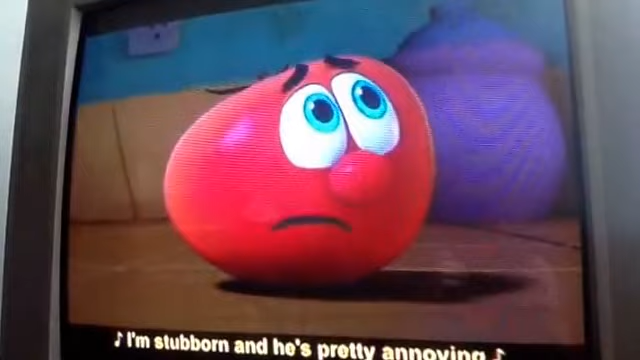 ♪ I'm stubborn and he's pretty annoying ♪